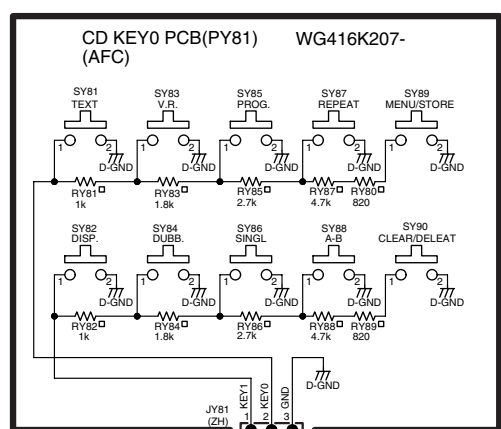 CD KEY0 PCB(PY81) WG416K207-
(AFC)
SY81 SY83 SY85 SY87 SY89
TEXT V.R. PROG. REPEAT MENU/STORE
1 2 1 2 1 2 1 2 1 2
D-GND D-GND D-GND D-GND D-GND
RY81 RY83 RY85 RY87 RY80
1k 1.8k 2.7k 4.7k 820
SY82 SY84 SY86 SY88 SY90
DISP. DUBB. SINGL A-B CLEAR/DELEAT
1 2 1 2 1 2 1 2 1 2
D-GND D-GND D-GND D-GND D-GND
RY82 RY84 RY86 RY88 RY89
1k 1.8k 2.7k 4.7k 820
D-GND
KEY1 KEY0 GND
JY81 1 2 3
(ZH)